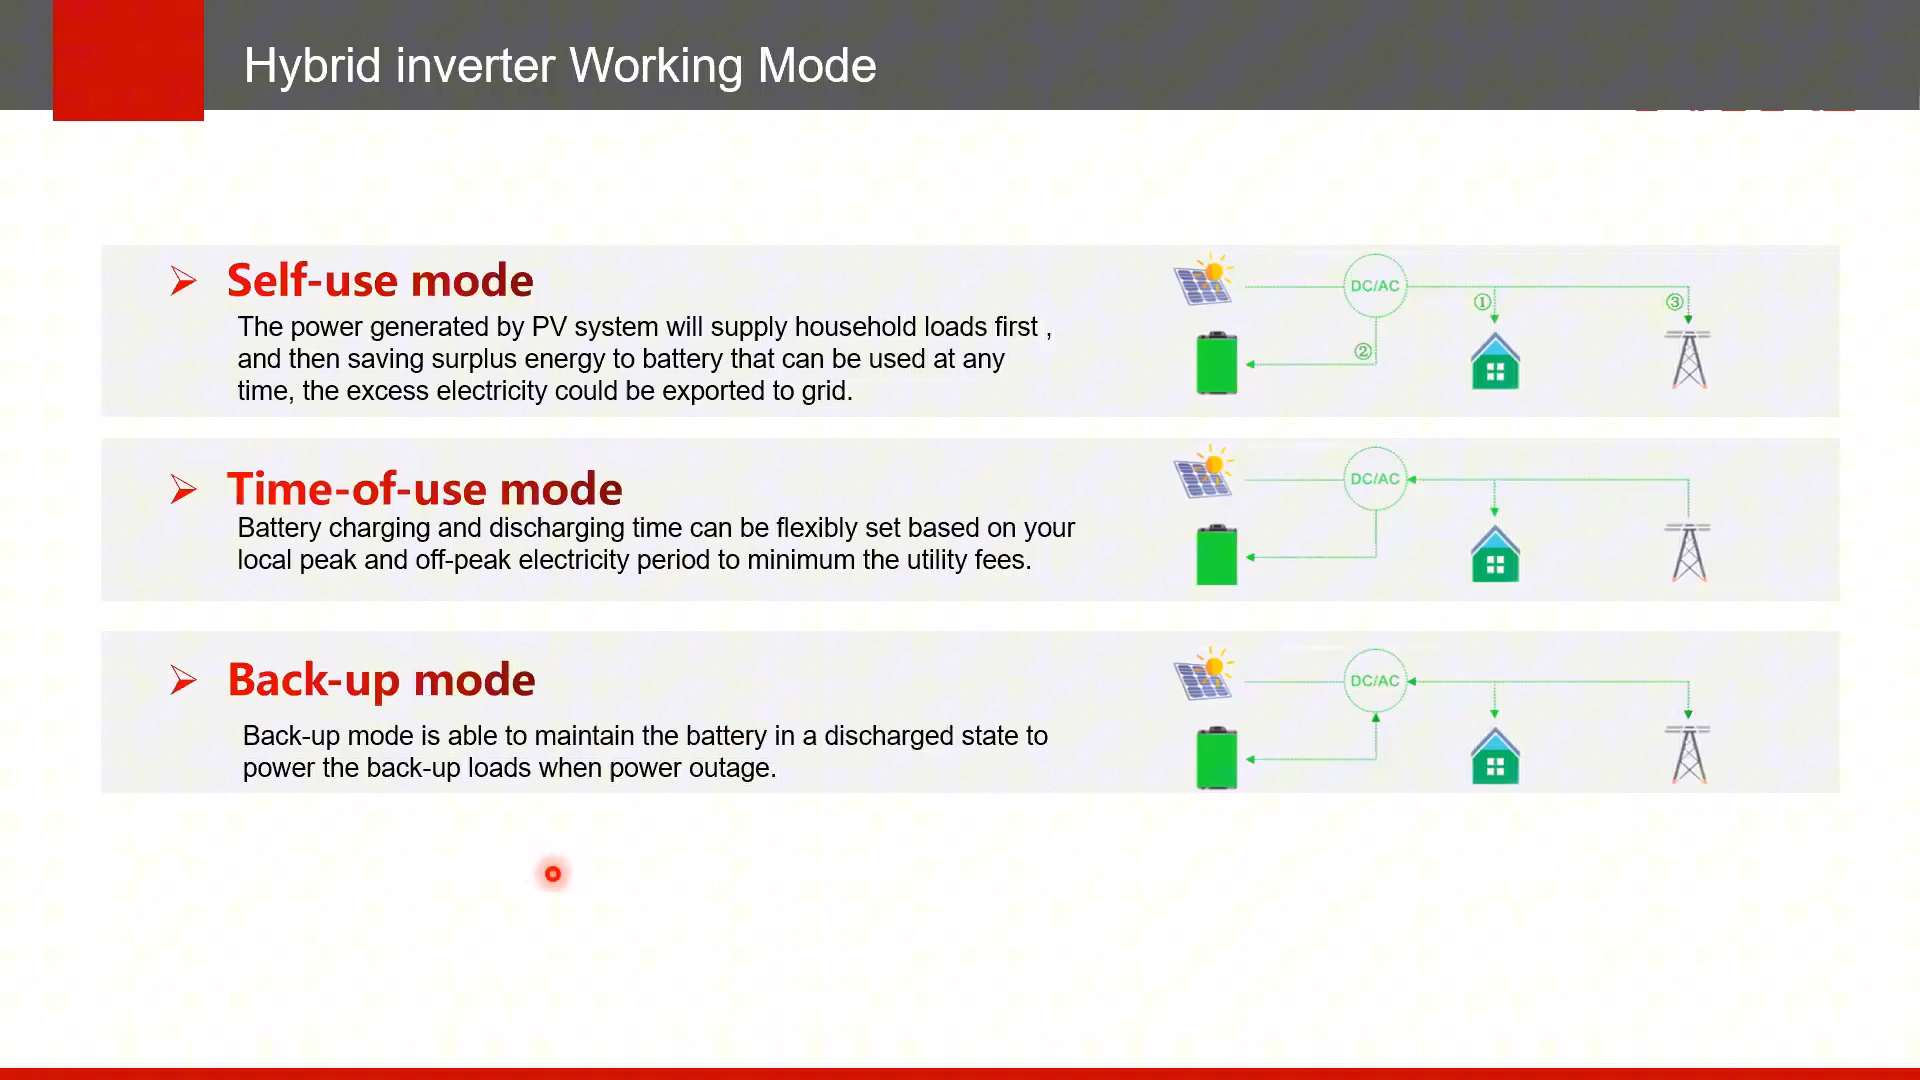 Hybrid inverter Working Mode
Self-use mode
The power generated by PV system will supply household loads first ,
and then saving surplus energy to battery that can be used at any
time, the excess electricity could be exported to grid.
DC/AC
①
③
②
Time-of-use mode
Battery charging and discharging time can be flexibly set based on your
local peak and off-peak electricity period to minimum the utility fees.
DC/AC
Back-up mode
Back-up mode is able to maintain the battery in a discharged state to
power the back-up loads when power outage.
DC/AC